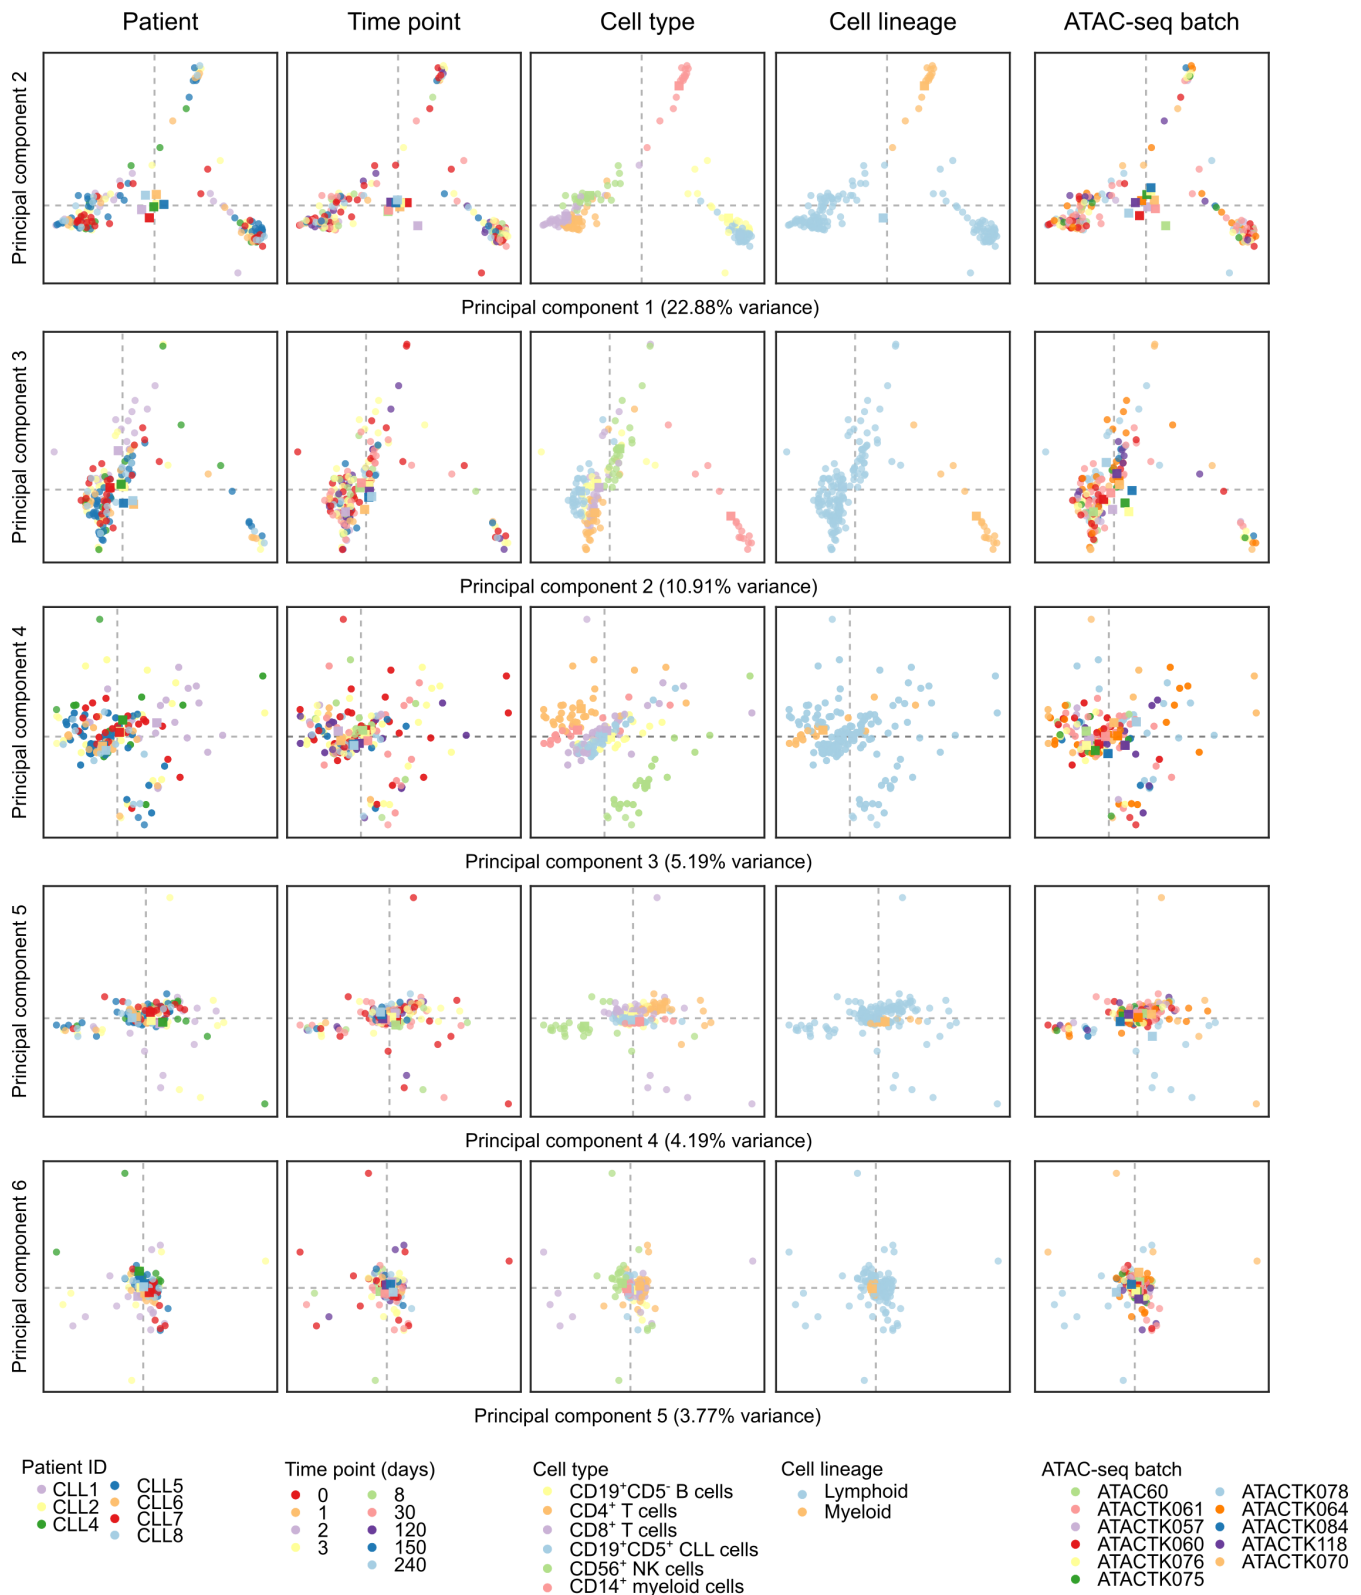 Patient Time point Cell type Cell lineage ATAC-seq batch
Principal component 2
Principal component 1 (22.88% variance)
Principal component 3
Principal component 2 (10.91% variance)
Principal component 4
Principal component 3 (5.19% variance)
Principal component 5
Principal component 4 (4.19% variance)
Principal component 6
Principal component 5 (3.77% variance)
Patient ID
CLL1
CLL2
CLL4
CLL5
CLL6
CLL7
CLL8
Time point (days)
0
1
2
3
8
30
120
150
240
Cell type
CD19⁺CD5⁻ B cells
CD4⁺ T cells
CD8⁺ T cells
CD19⁺CD5⁺ CLL cells
CD56⁺ NK cells
CD14⁺ myeloid cells
Cell lineage
Lymphoid
Myeloid
ATAC-seq batch
ATAC60
ATACTK061
ATACTK057
ATACTK060
ATACTK076
ATACTK075
ATACTK078
ATACTK064
ATACTK084
ATACTK118
ATACTK070